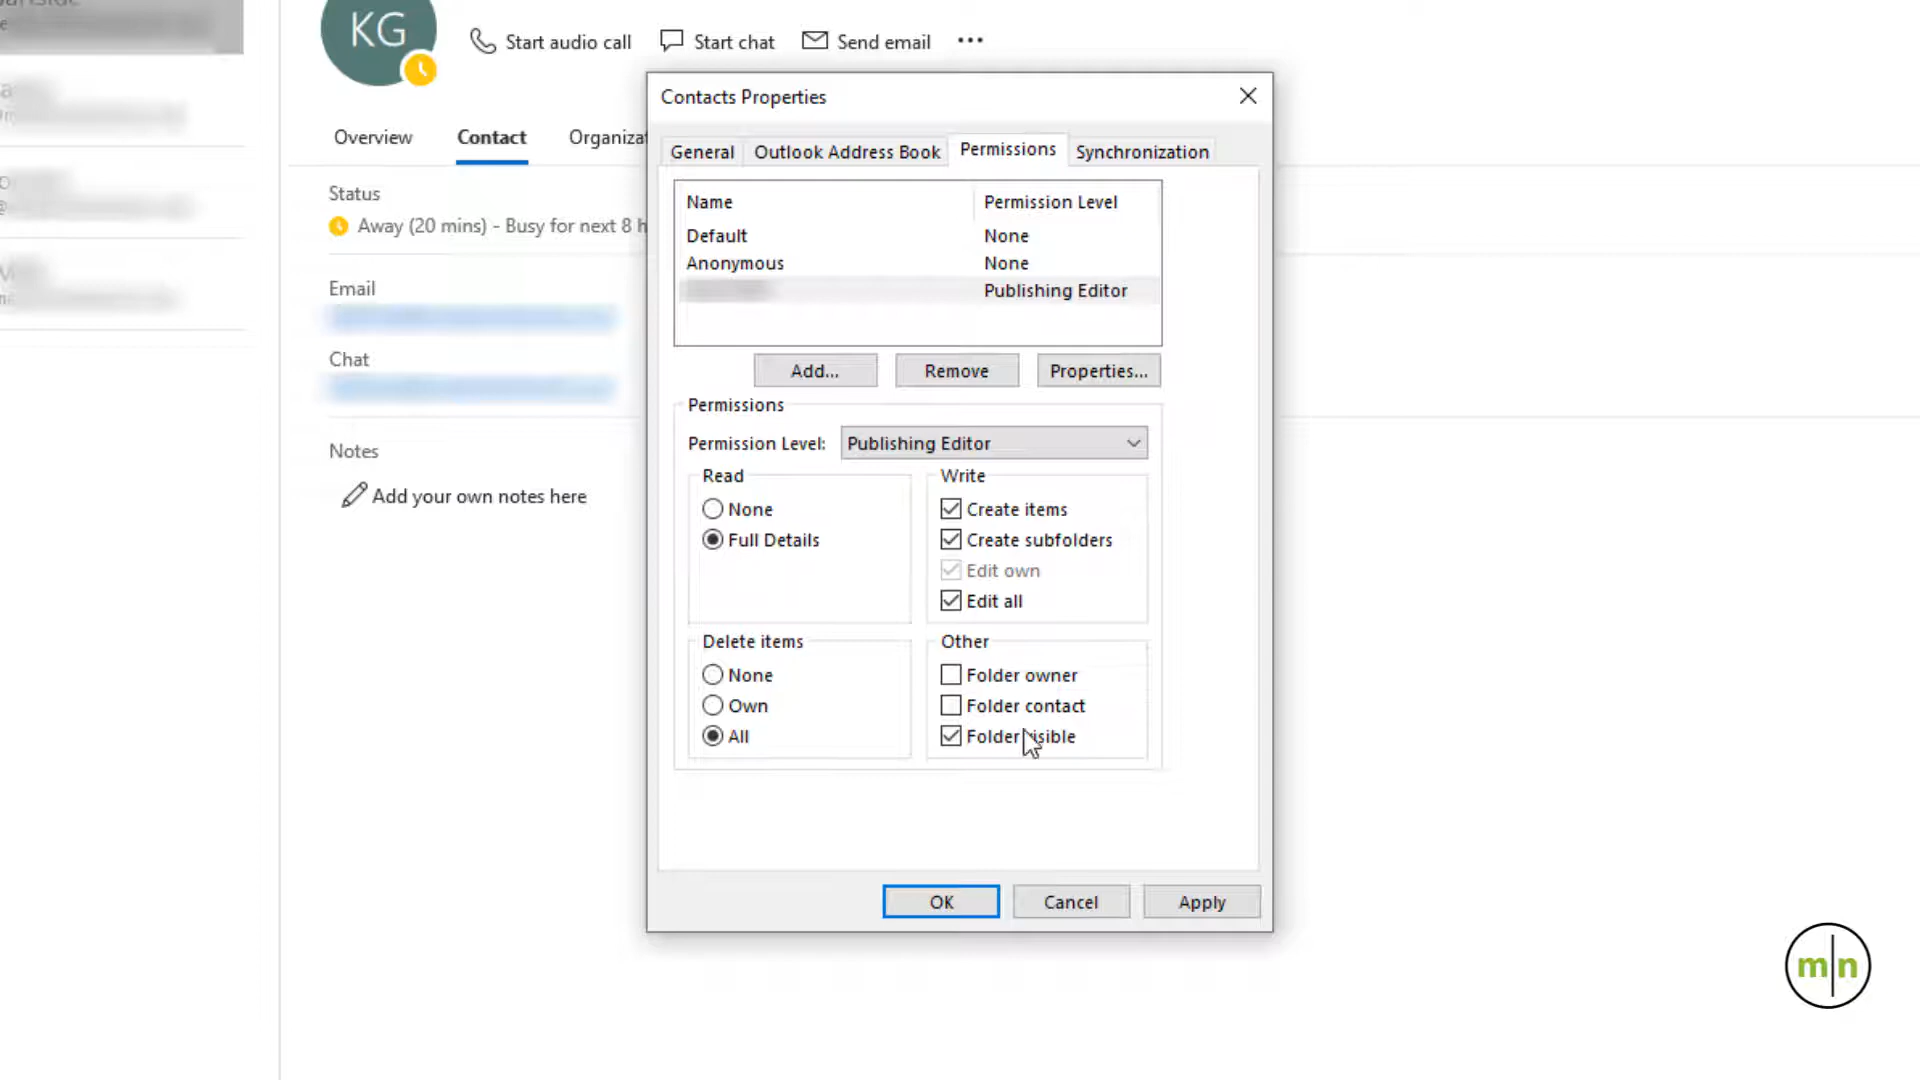 KG
Start audio call
Start chat
Send email
Overview
Contact
Status
Away (20 mins) - Busy for next 8 h
Email
Chat
Notes
Add your own notes here
Contacts Properties
General
Outlook Address Book
Permissions
Synchronization
Name Permission Level
Default None
Anonymous None
Publishing Editor
Add...
Remove
Properties...
Permissions
Permission Level: Publishing Editor
Read
None
Full Details
Write
Create items
Create subfolders
Edit own
Edit all
Delete items
None
Own
All
Other
Folder owner
Folder contact
Folder
OK
Cancel
Apply
m|n